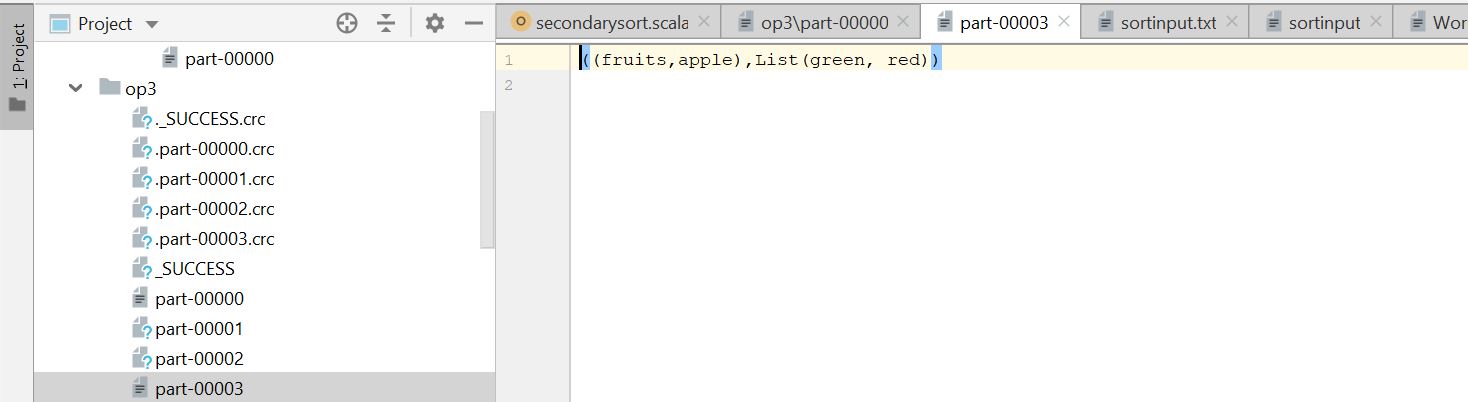 1: Project
Project
secondarysort.scala
op3\part-00000
part-00003
sortinput.txt
sortinput
Wor
part-00000
op3
._SUCCESS.crc
.part-00000.crc
.part-00001.crc
.part-00002.crc
.part-00003.crc
_SUCCESS
part-00000
part-00001
part-00002
part-00003
1 ((fruits,apple),List(green, red))
2